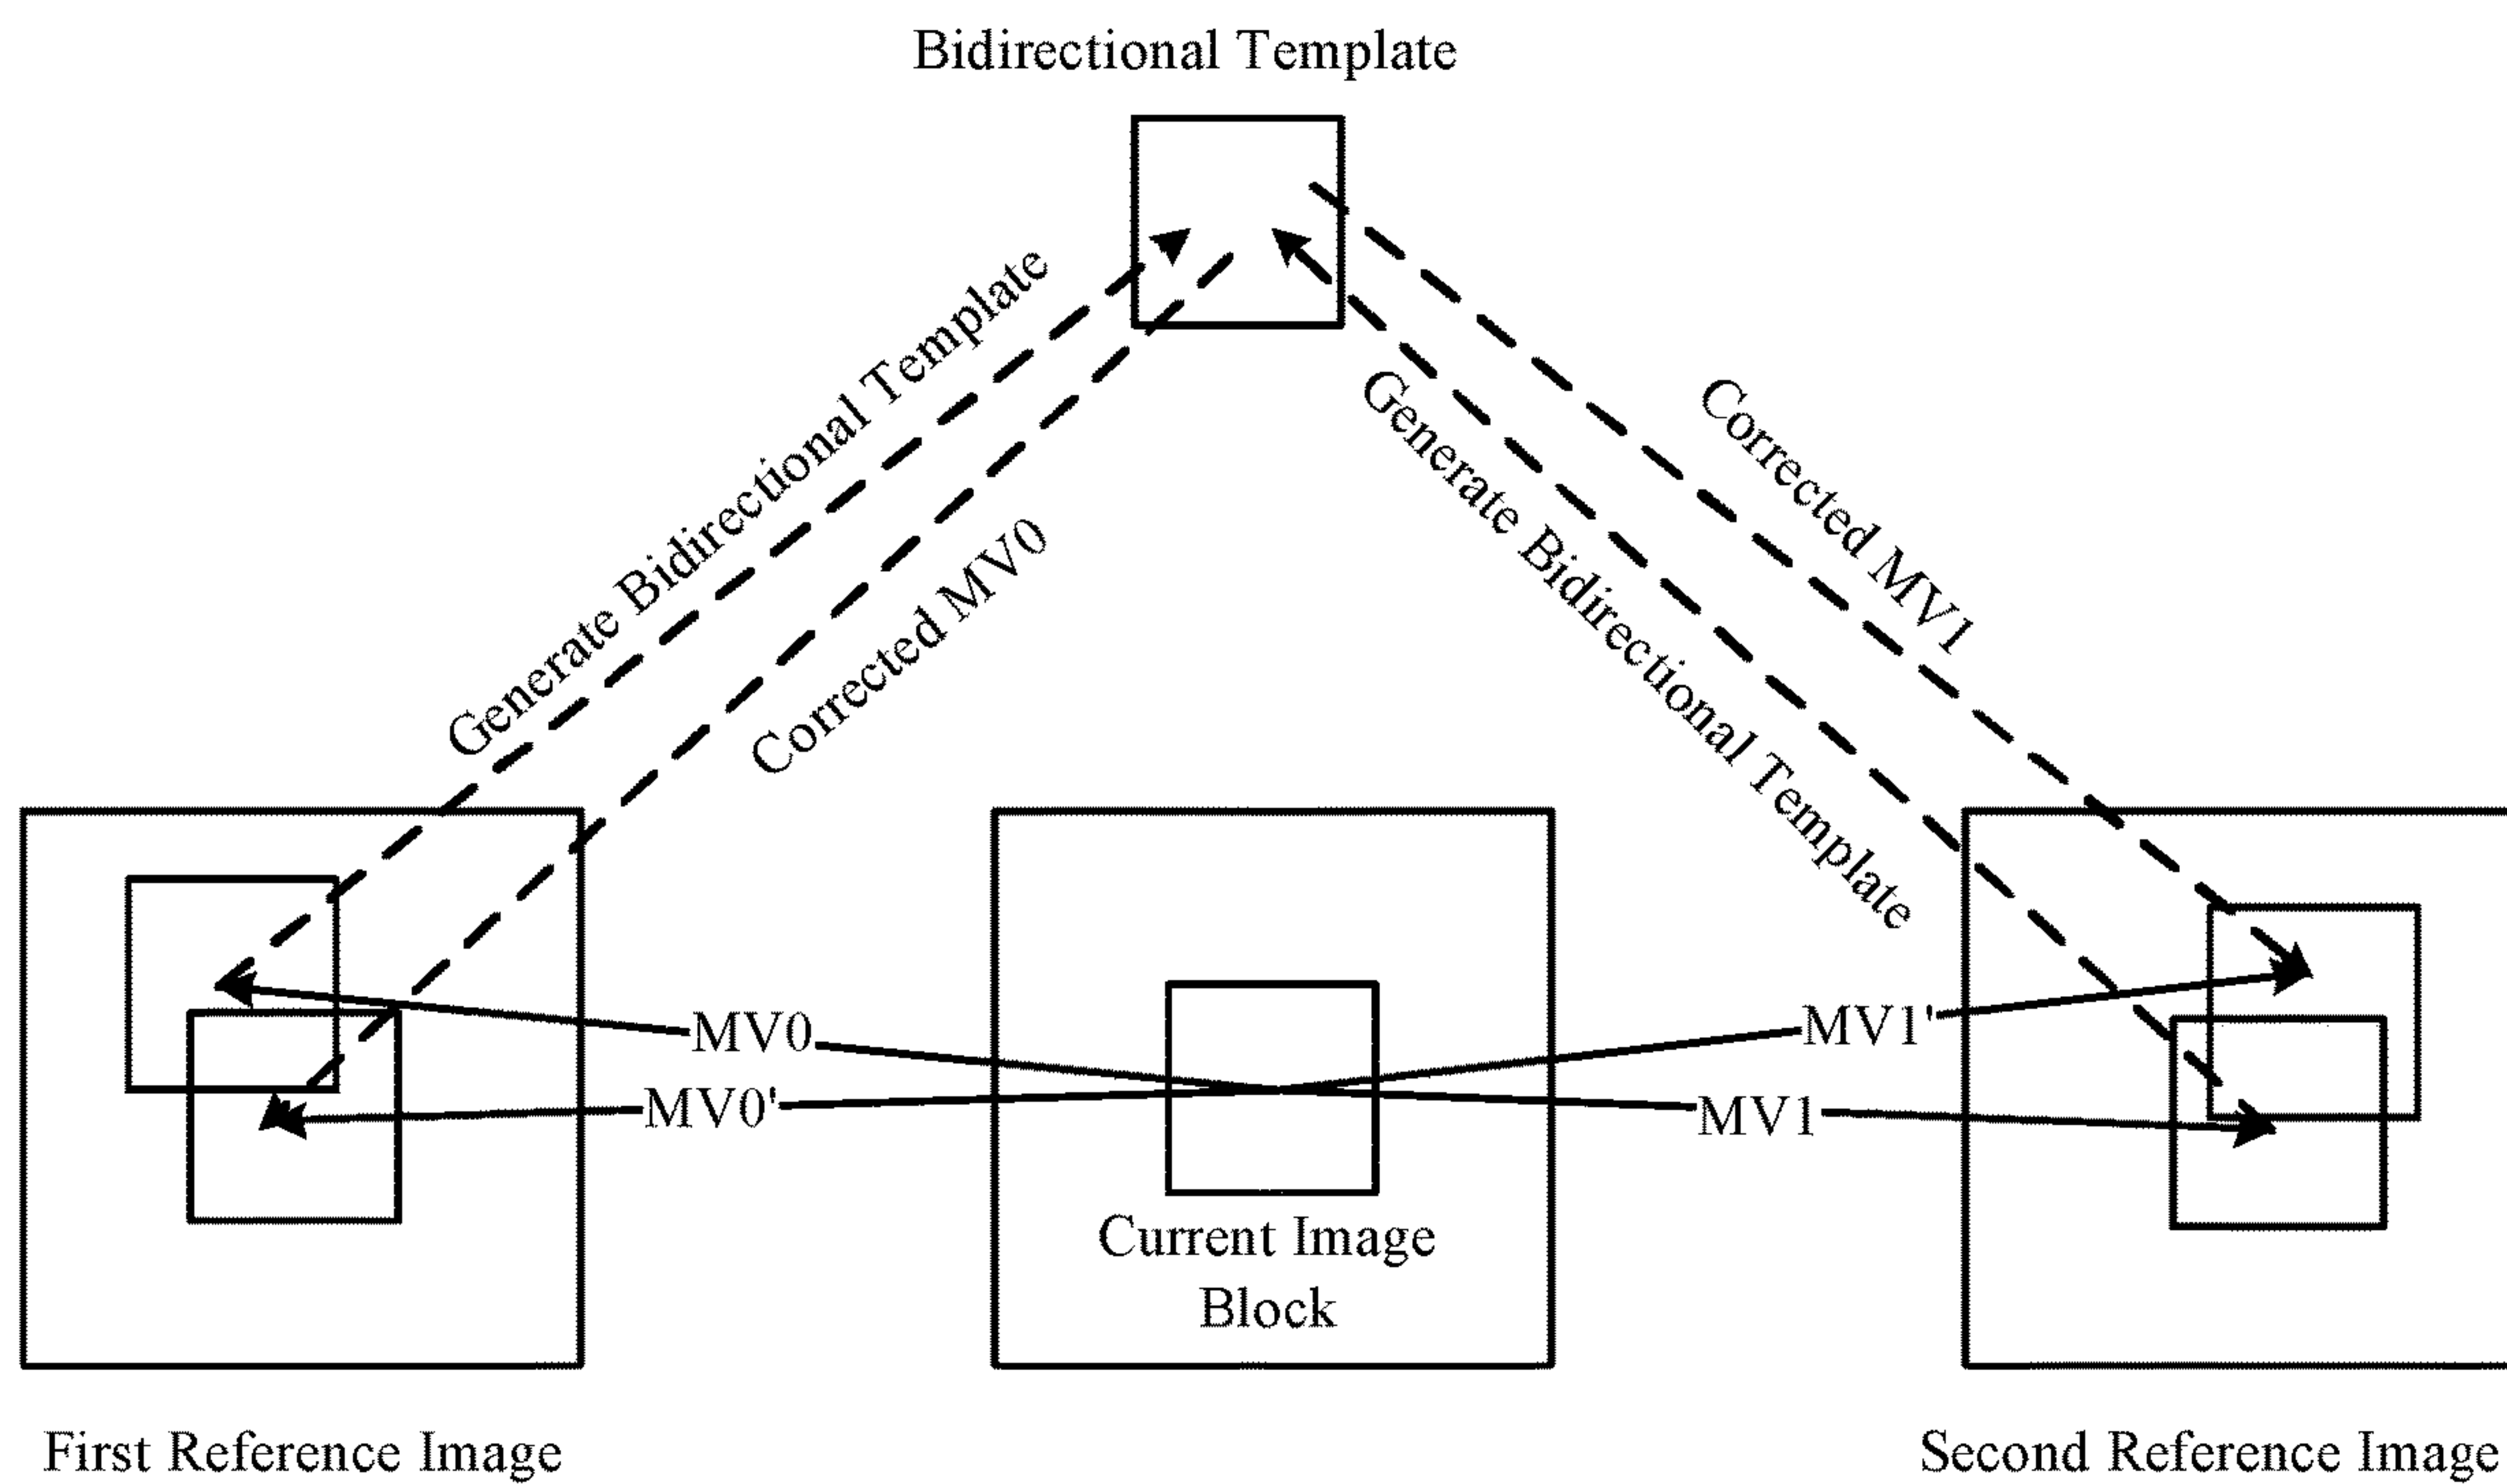 Bidirectional Template
Generate Bidirectional Template
Corrected MV0
Generate Bidirectional Template
Corrected MV1
MV0
MV0'
MV1'
MV1
Current Image
Block
First Reference Image
Second Reference Image